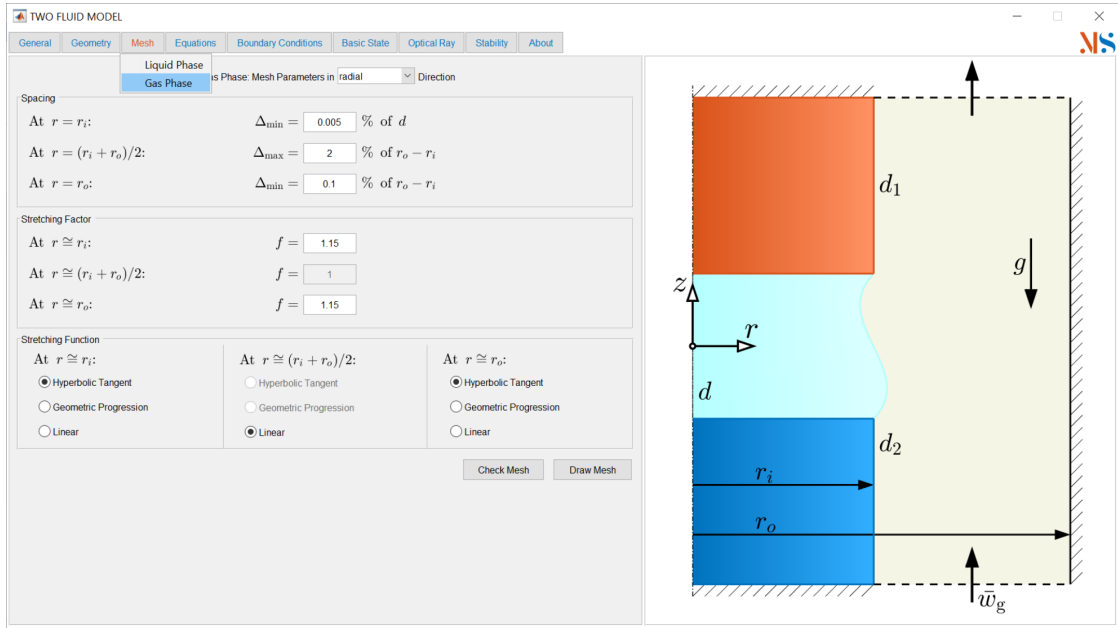 TWO FLUID MODEL
General Geometry Mesh Equations Boundary Conditions Basic State Optical Ray Stability About
MS
Liquid Phase
Gas Phase
s Phase: Mesh Parameters in radial Direction
Spacing
At r = r_i: Δ_min = 0.005 % of d
At r = (r_i + r_o)/2: Δ_max = 2 % of r_o − r_i
At r = r_o: Δ_min = 0.1 % of r_o − r_i
Stretching Factor
At r ≅ r_i: f = 1.15
At r ≅ (r_i + r_o)/2: f = 1
At r ≅ r_o: f = 1.15
Stretching Function
At r ≅ r_i: At r ≅ (r_i + r_o)/2: At r ≅ r_o:
Hyperbolic Tangent Hyperbolic Tangent Hyperbolic Tangent
Geometric Progression Geometric Progression Geometric Progression
Linear Linear Linear
Check Mesh Draw Mesh
d_1
g
z
r
d
d_2
r_i
r_o
w̄_g